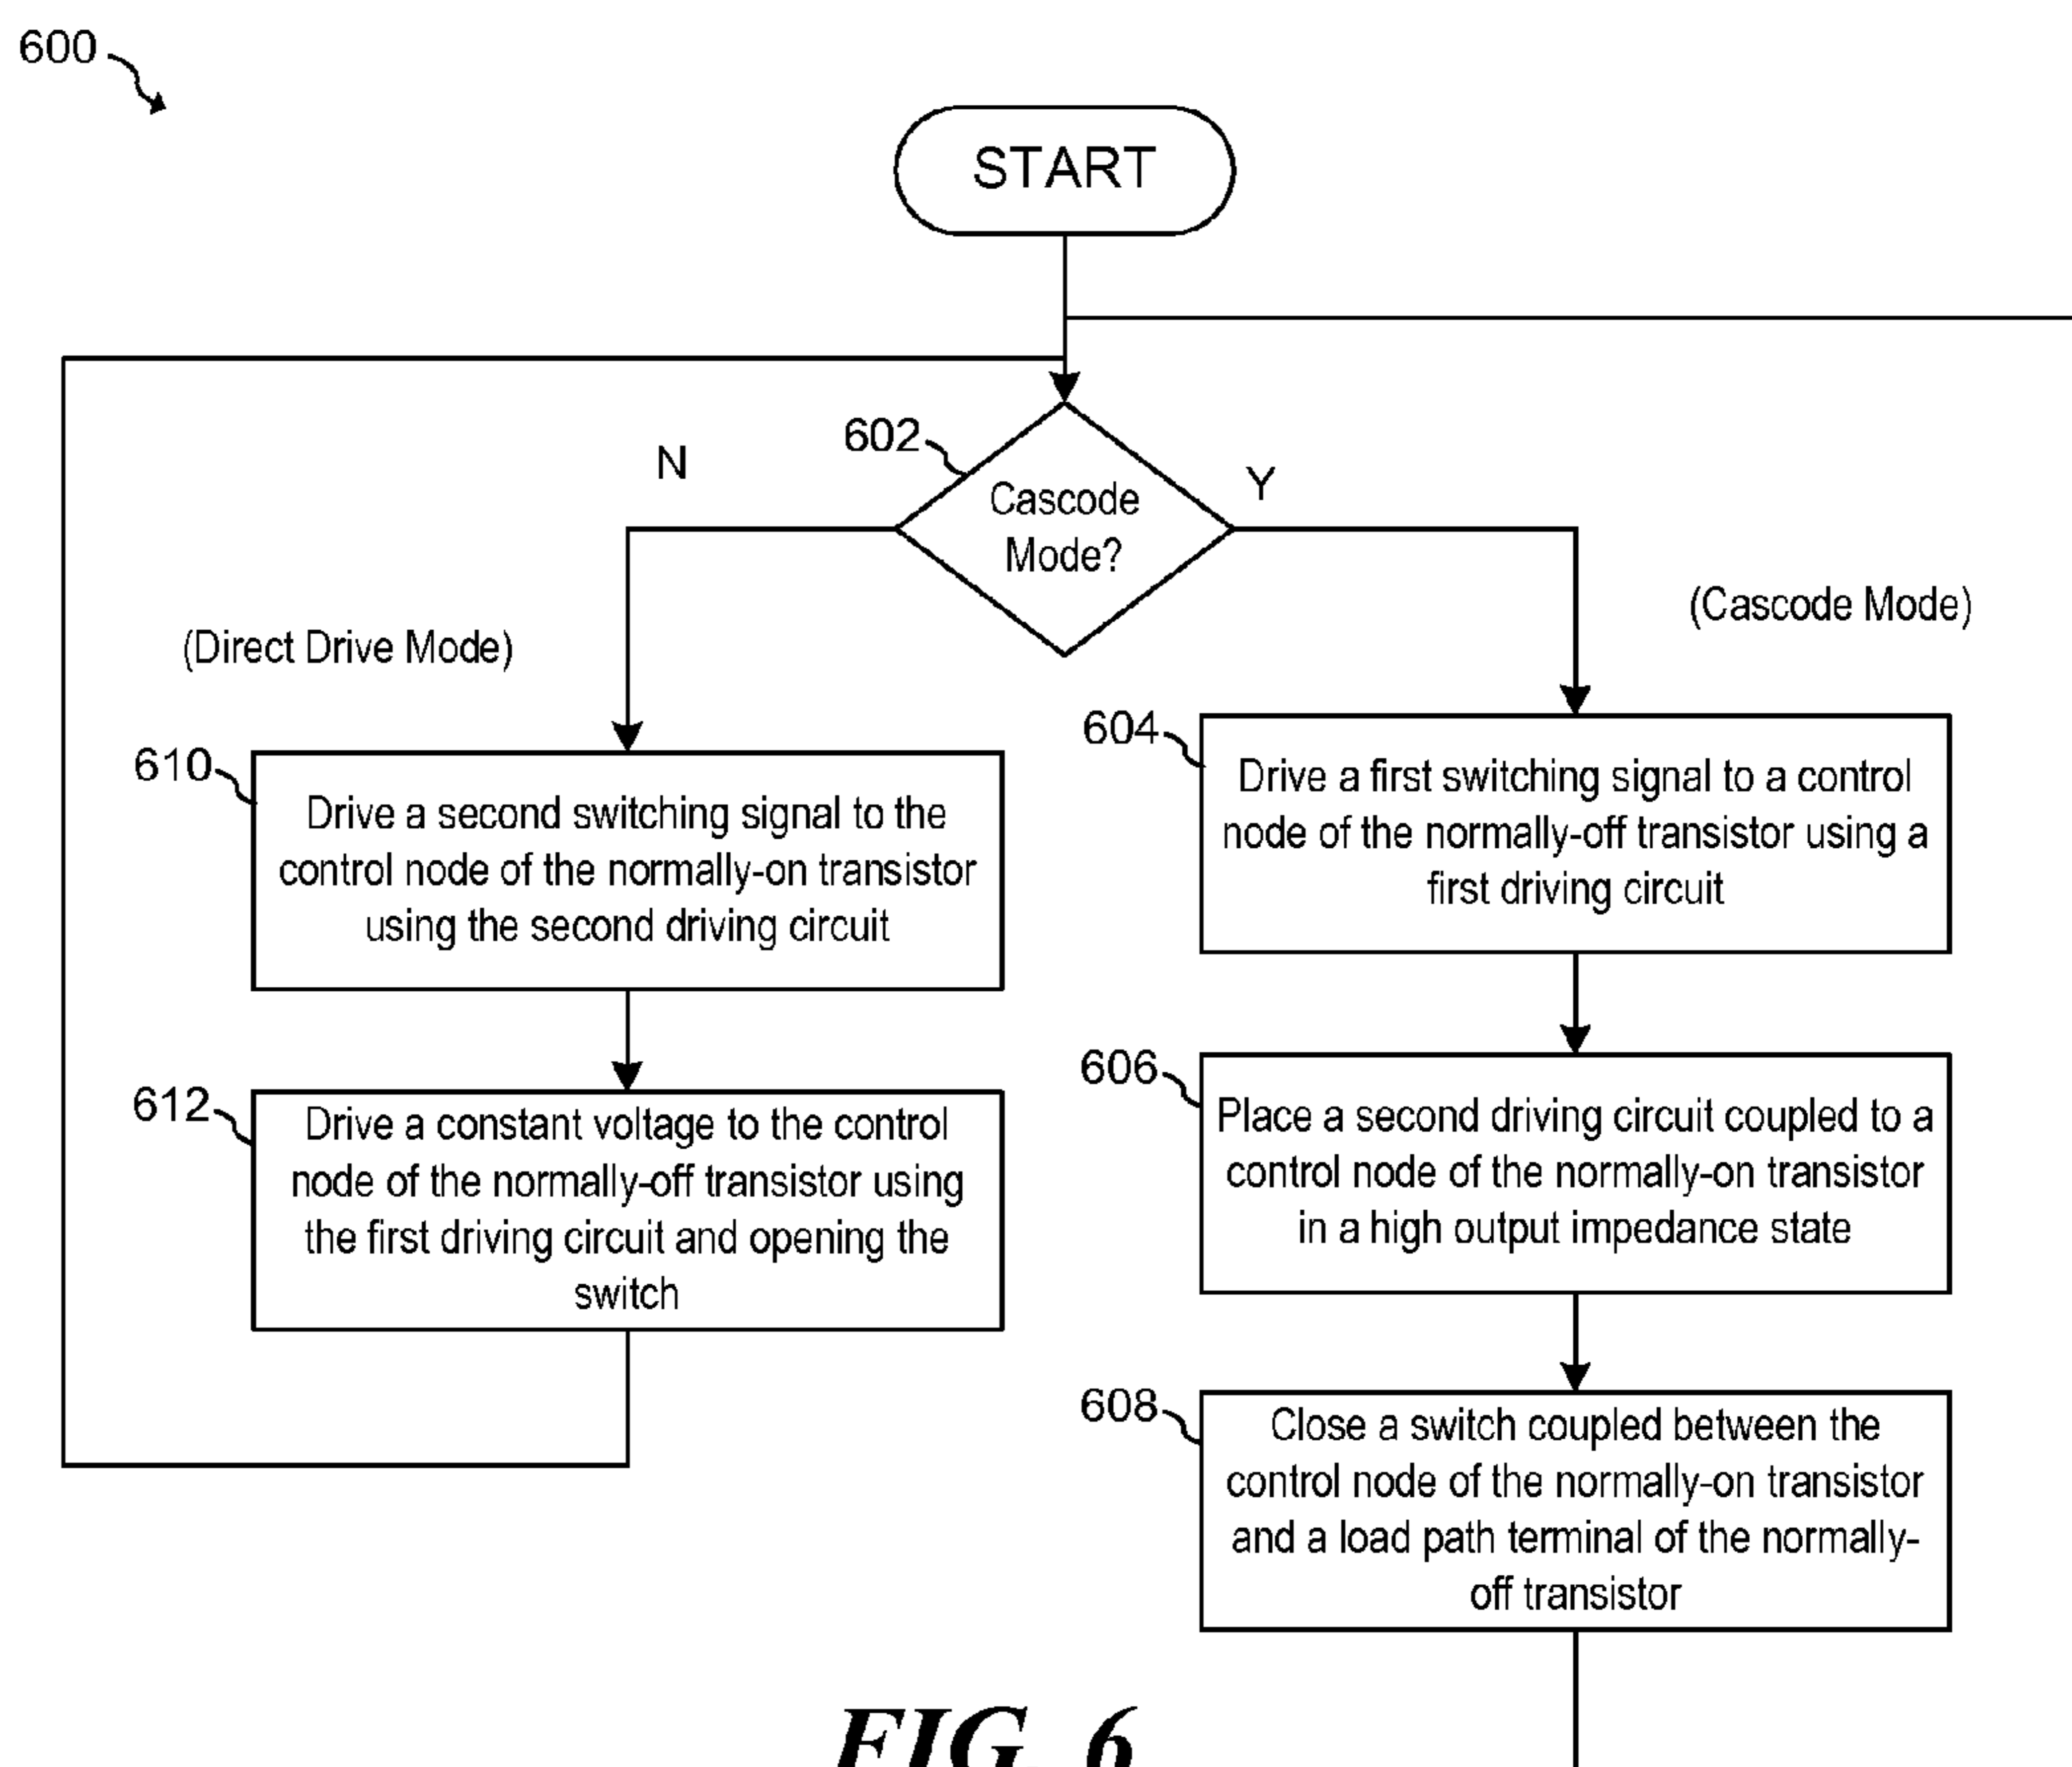 600
START
602
N
Y
Cascode
Mode?
(Direct Drive Mode)
(Cascode Mode)
610
Drive a second switching signal to the
control node of the normally-on transistor
using the second driving circuit
604
Drive a first switching signal to a control
node of the normally-off transistor using a
first driving circuit
612
Drive a constant voltage to the control
node of the normally-off transistor using
the first driving circuit and opening the
switch
606
Place a second driving circuit coupled to a
control node of the normally-on transistor
in a high output impedance state
608
Close a switch coupled between the
control node of the normally-on transistor
and a load path terminal of the normally-
off transistor
FIG. 6